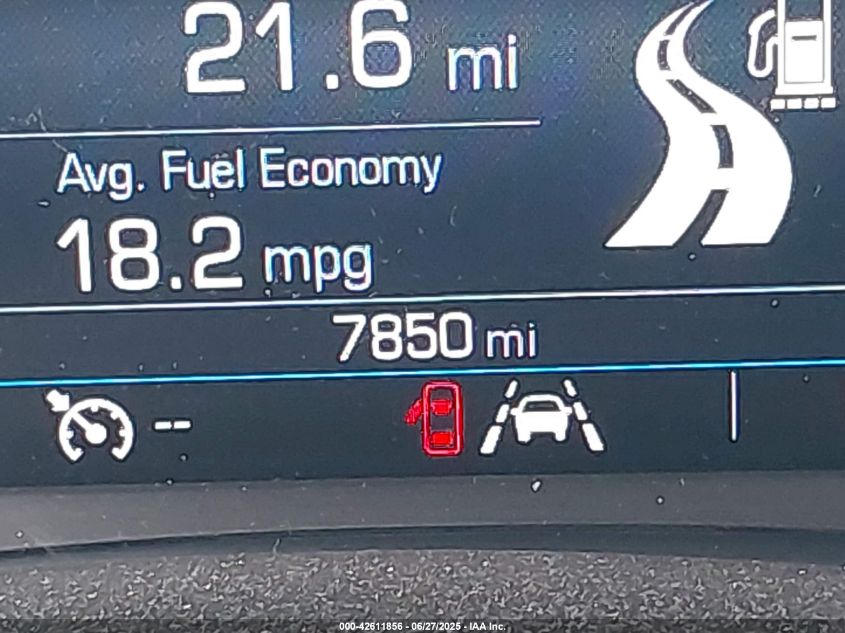 21.6 mi
Avg. Fuel Economy
18.2 mpg
7850 mi
--
000-42611856 - 06/27/2025 - IAA Inc.